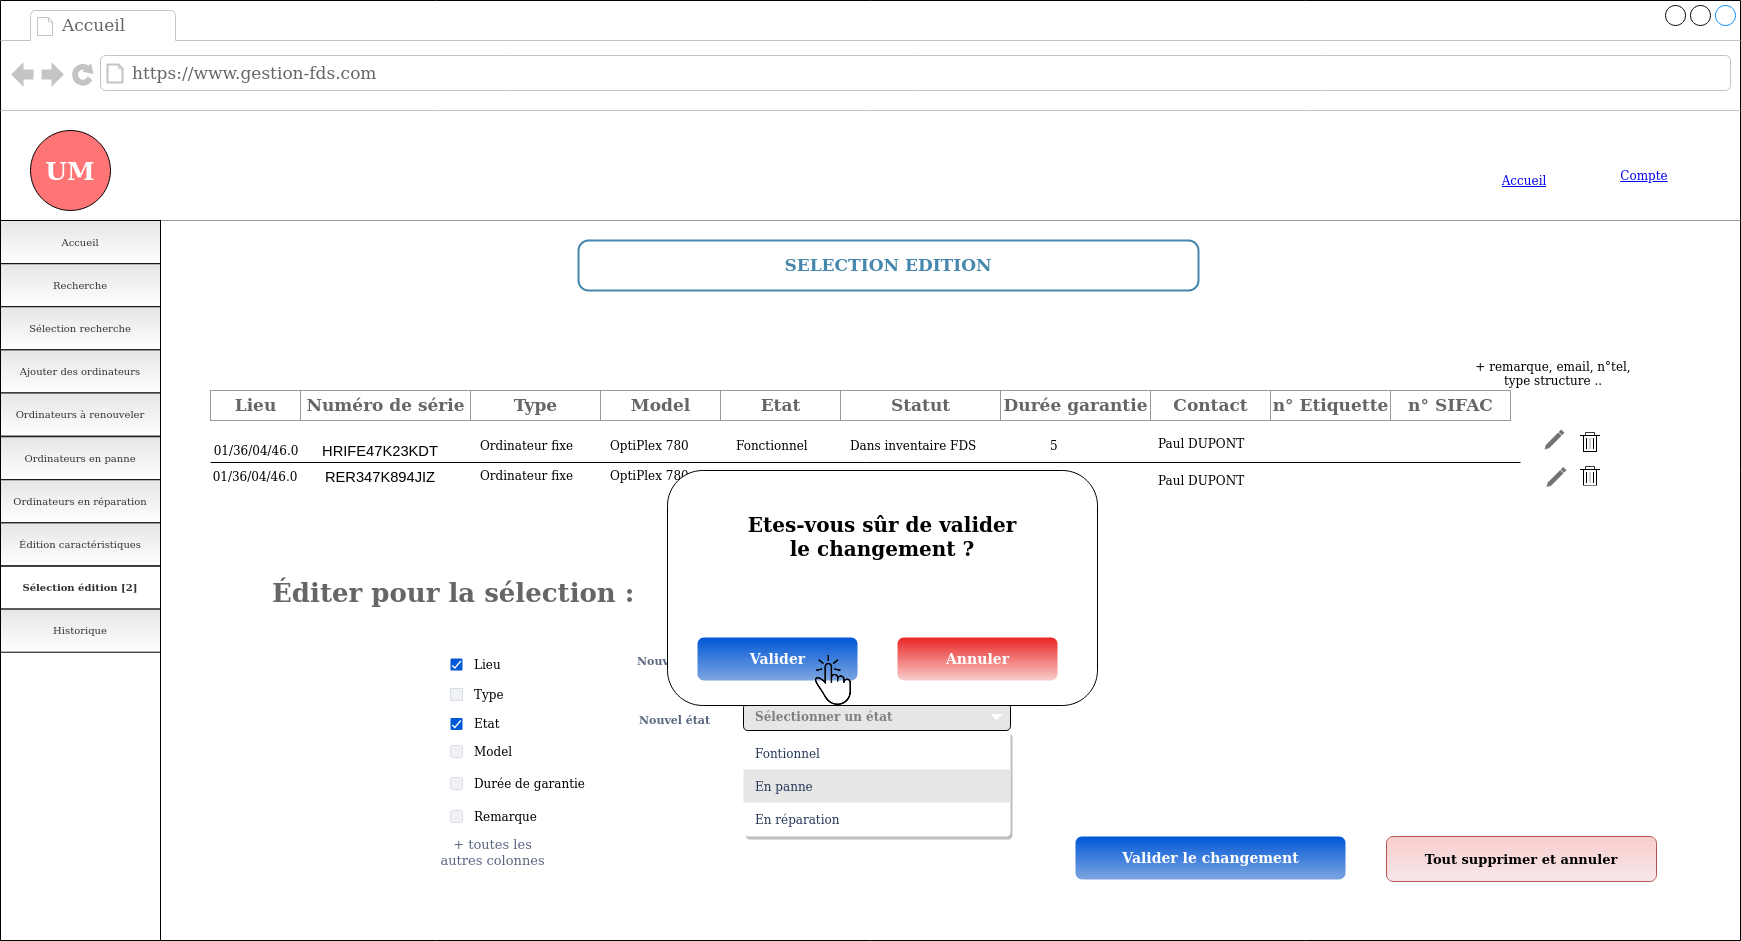 Accueil
https://www.gestion-fds.com
UM
Accueil
Compte
Accueil
Recherche
Sélection recherche
Ajouter des ordinateurs
Ordinateurs à renouveler
Ordinateurs en panne
Ordinateurs en réparation
Édition caractéristiques
Sélection édition [2]
Historique
SELECTION EDITION
+ remarque, email, n°tel,
type structure ..
Lieu Numéro de série Type Model Etat Statut Durée garantie Contact n° Etiquette n° SIFAC
01/36/04/46.0 HRIFE47K23KDT Ordinateur fixe OptiPlex 780 Fonctionnel Dans inventaire FDS 5 Paul DUPONT
01/36/04/46.0 RER347K894JIZ Ordinateur fixe OptiPlex 780 Paul DUPONT
Etes-vous sûr de valider
le changement ?
Valider Annuler
Éditer pour la sélection :
Lieu
Type
Etat
Model
Durée de garantie
Remarque
+ toutes les
autres colonnes
Nouv
Nouvel état
Sélectionner un état
Fontionnel
En panne
En réparation
Valider le changement
Tout supprimer et annuler